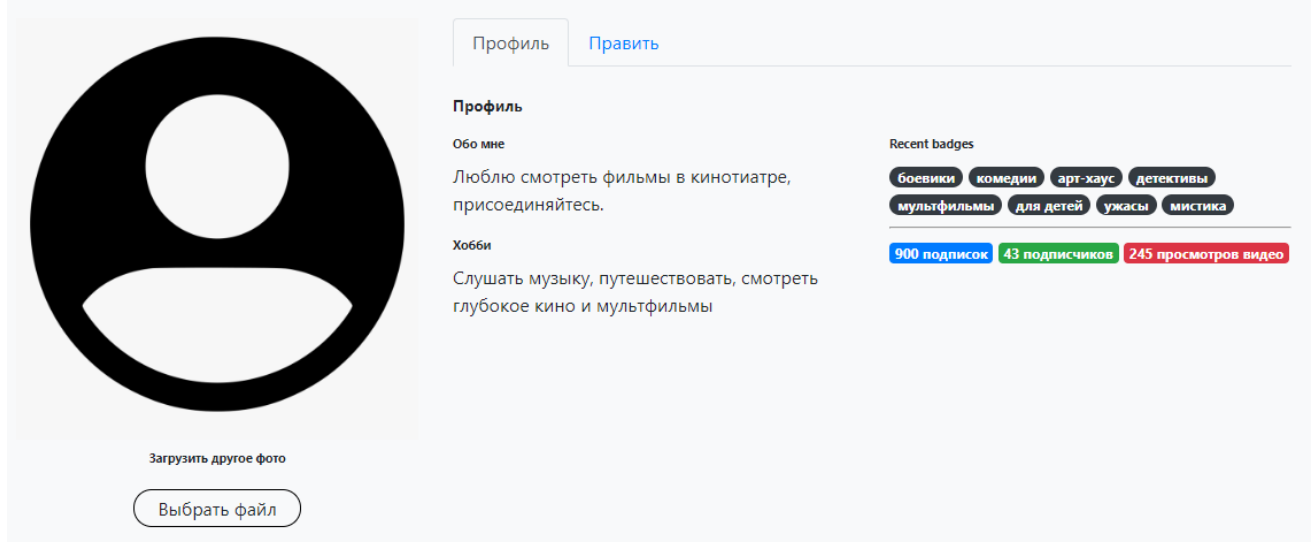 Профиль Править
Профиль
Обо мне
Люблю смотреть фильмы в кинотиатре,
присоединяйтесь.
Хобби
Слушать музыку, путешествовать, смотреть
глубокое кино и мультфильмы
Recent badges
боевики комедии арт-хаус детективы
мультфильмы для детей ужасы мистика
900 подписок 43 подписчиков 245 просмотров видео
Загрузить другое фото
Выбрать файл